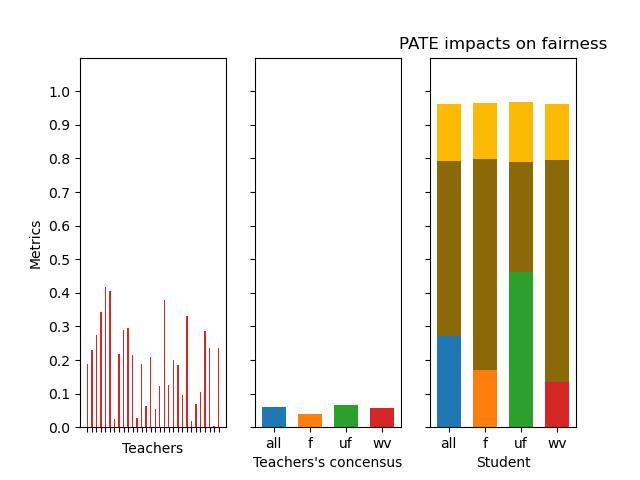 PATE impacts on fairness
Metrics
1.0
0.9
0.8
0.7
0.6
0.5
0.4
0.3
0.2
0.1
0.0
Teachers
all f uf wv
Teachers's concensus
all f uf wv
Student